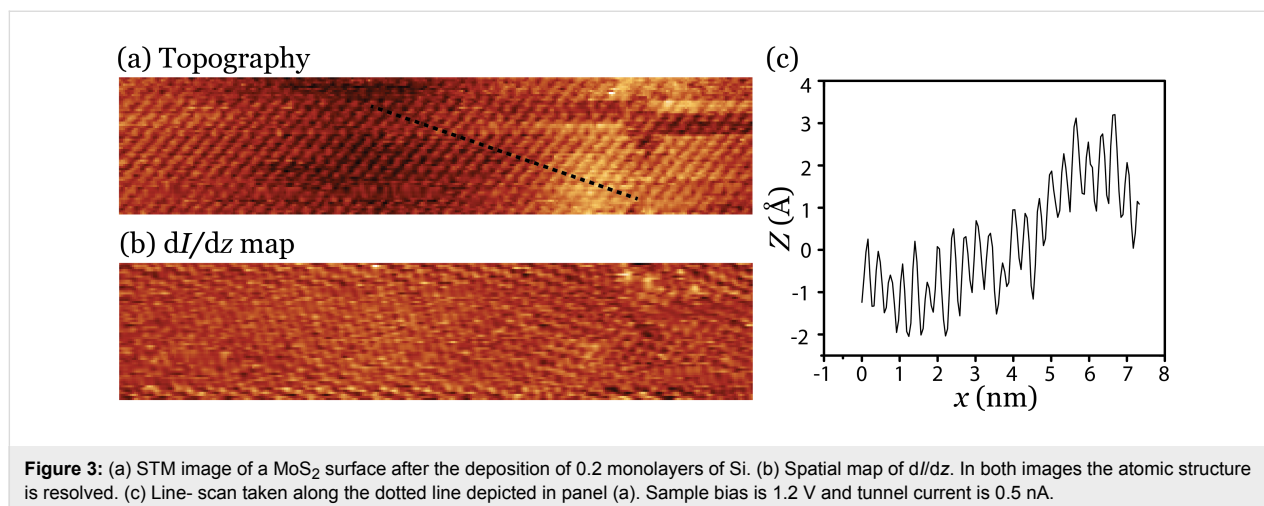 (a) Topography
(c)
(b) dI/dz map
4
3
2
1
0
-1
-2
Z (Å)
-1 0 1 2 3 4 5 6 7 8
x (nm)
Figure 3: (a) STM image of a MoS₂ surface after the deposition of 0.2 monolayers of Si. (b) Spatial map of dI/dz. In both images the atomic structure
is resolved. (c) Line- scan taken along the dotted line depicted in panel (a). Sample bias is 1.2 V and tunnel current is 0.5 nA.